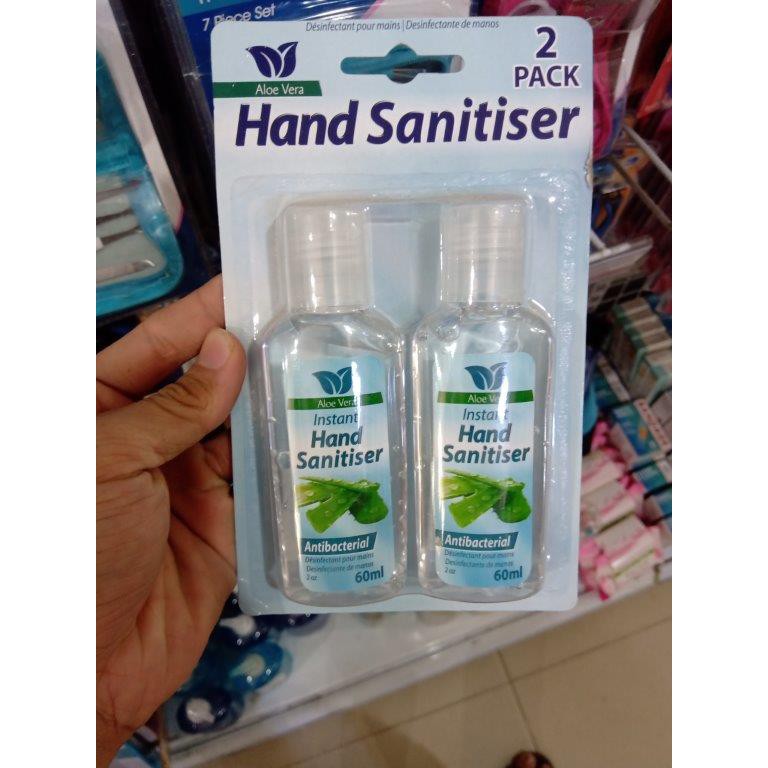 7 Piece Set
Désinfectant pour mains | Desinfectante de manos
2
PACK
Aloe Vera
Hand Sanitiser
Aloe Vera
Instant
Hand
Sanitiser
Antibacterial
Désinfectant pour mains
Desinfectante de manos
2 oz
60ml
Aloe Vera
Instant
Hand
Sanitiser
Antibacterial
Désinfectant pour mains
Desinfectante de manos
2 oz
60ml